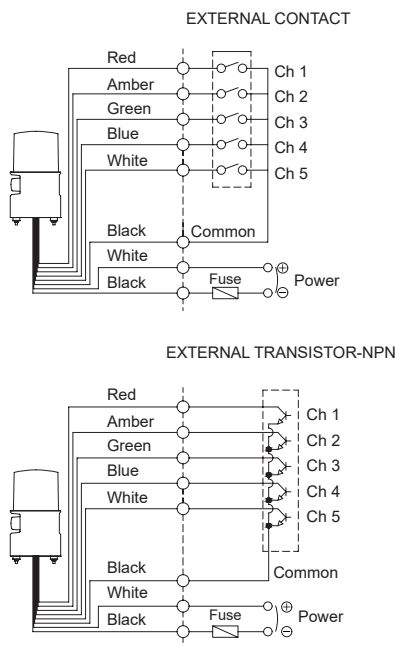 EXTERNAL CONTACT
Red
Ch 1
Amber
Ch 2
Green
Ch 3
Blue
Ch 4
White
Ch 5
Black
Common
White
⊕
Power
Black
Fuse
⊖
EXTERNAL TRANSISTOR-NPN
Red
Ch 1
Amber
Ch 2
Green
Ch 3
Blue
Ch 4
White
Ch 5
Black
Common
White
⊕
Power
Black
Fuse
⊖